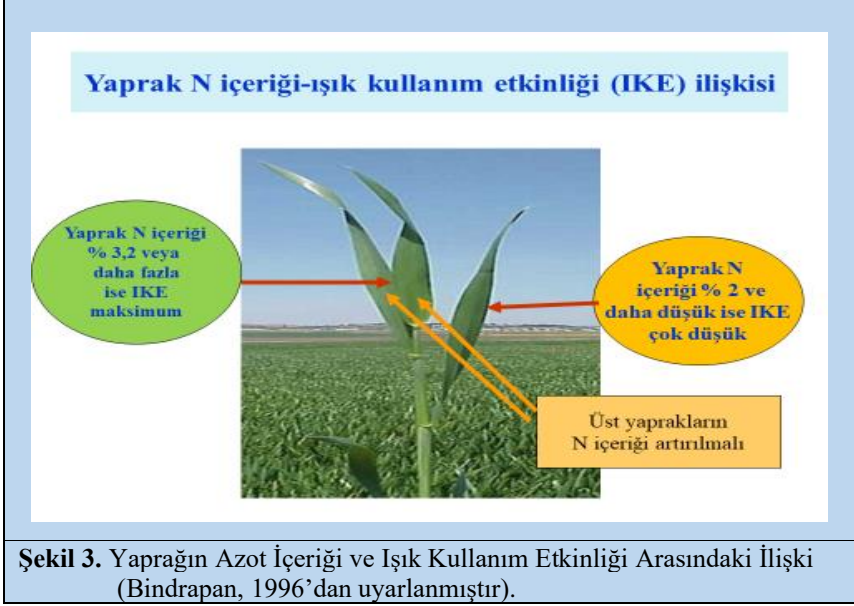 Yaprak N içeriği-ışık kullanım etkinliği (IKE) ilişkisi
Yaprak N içeriği
% 3,2 veya
daha fazla
ise IKE
maksimum
Yaprak N
içeriği % 2 ve
daha düşük ise IKE
çok düşük
Üst yaprakların
N içeriği artırılmalı
Şekil 3. Yaprağın Azot İçeriği ve Işık Kullanım Etkinliği Arasındaki İlişki
(Bindrapan, 1996’dan uyarlanmıştır).